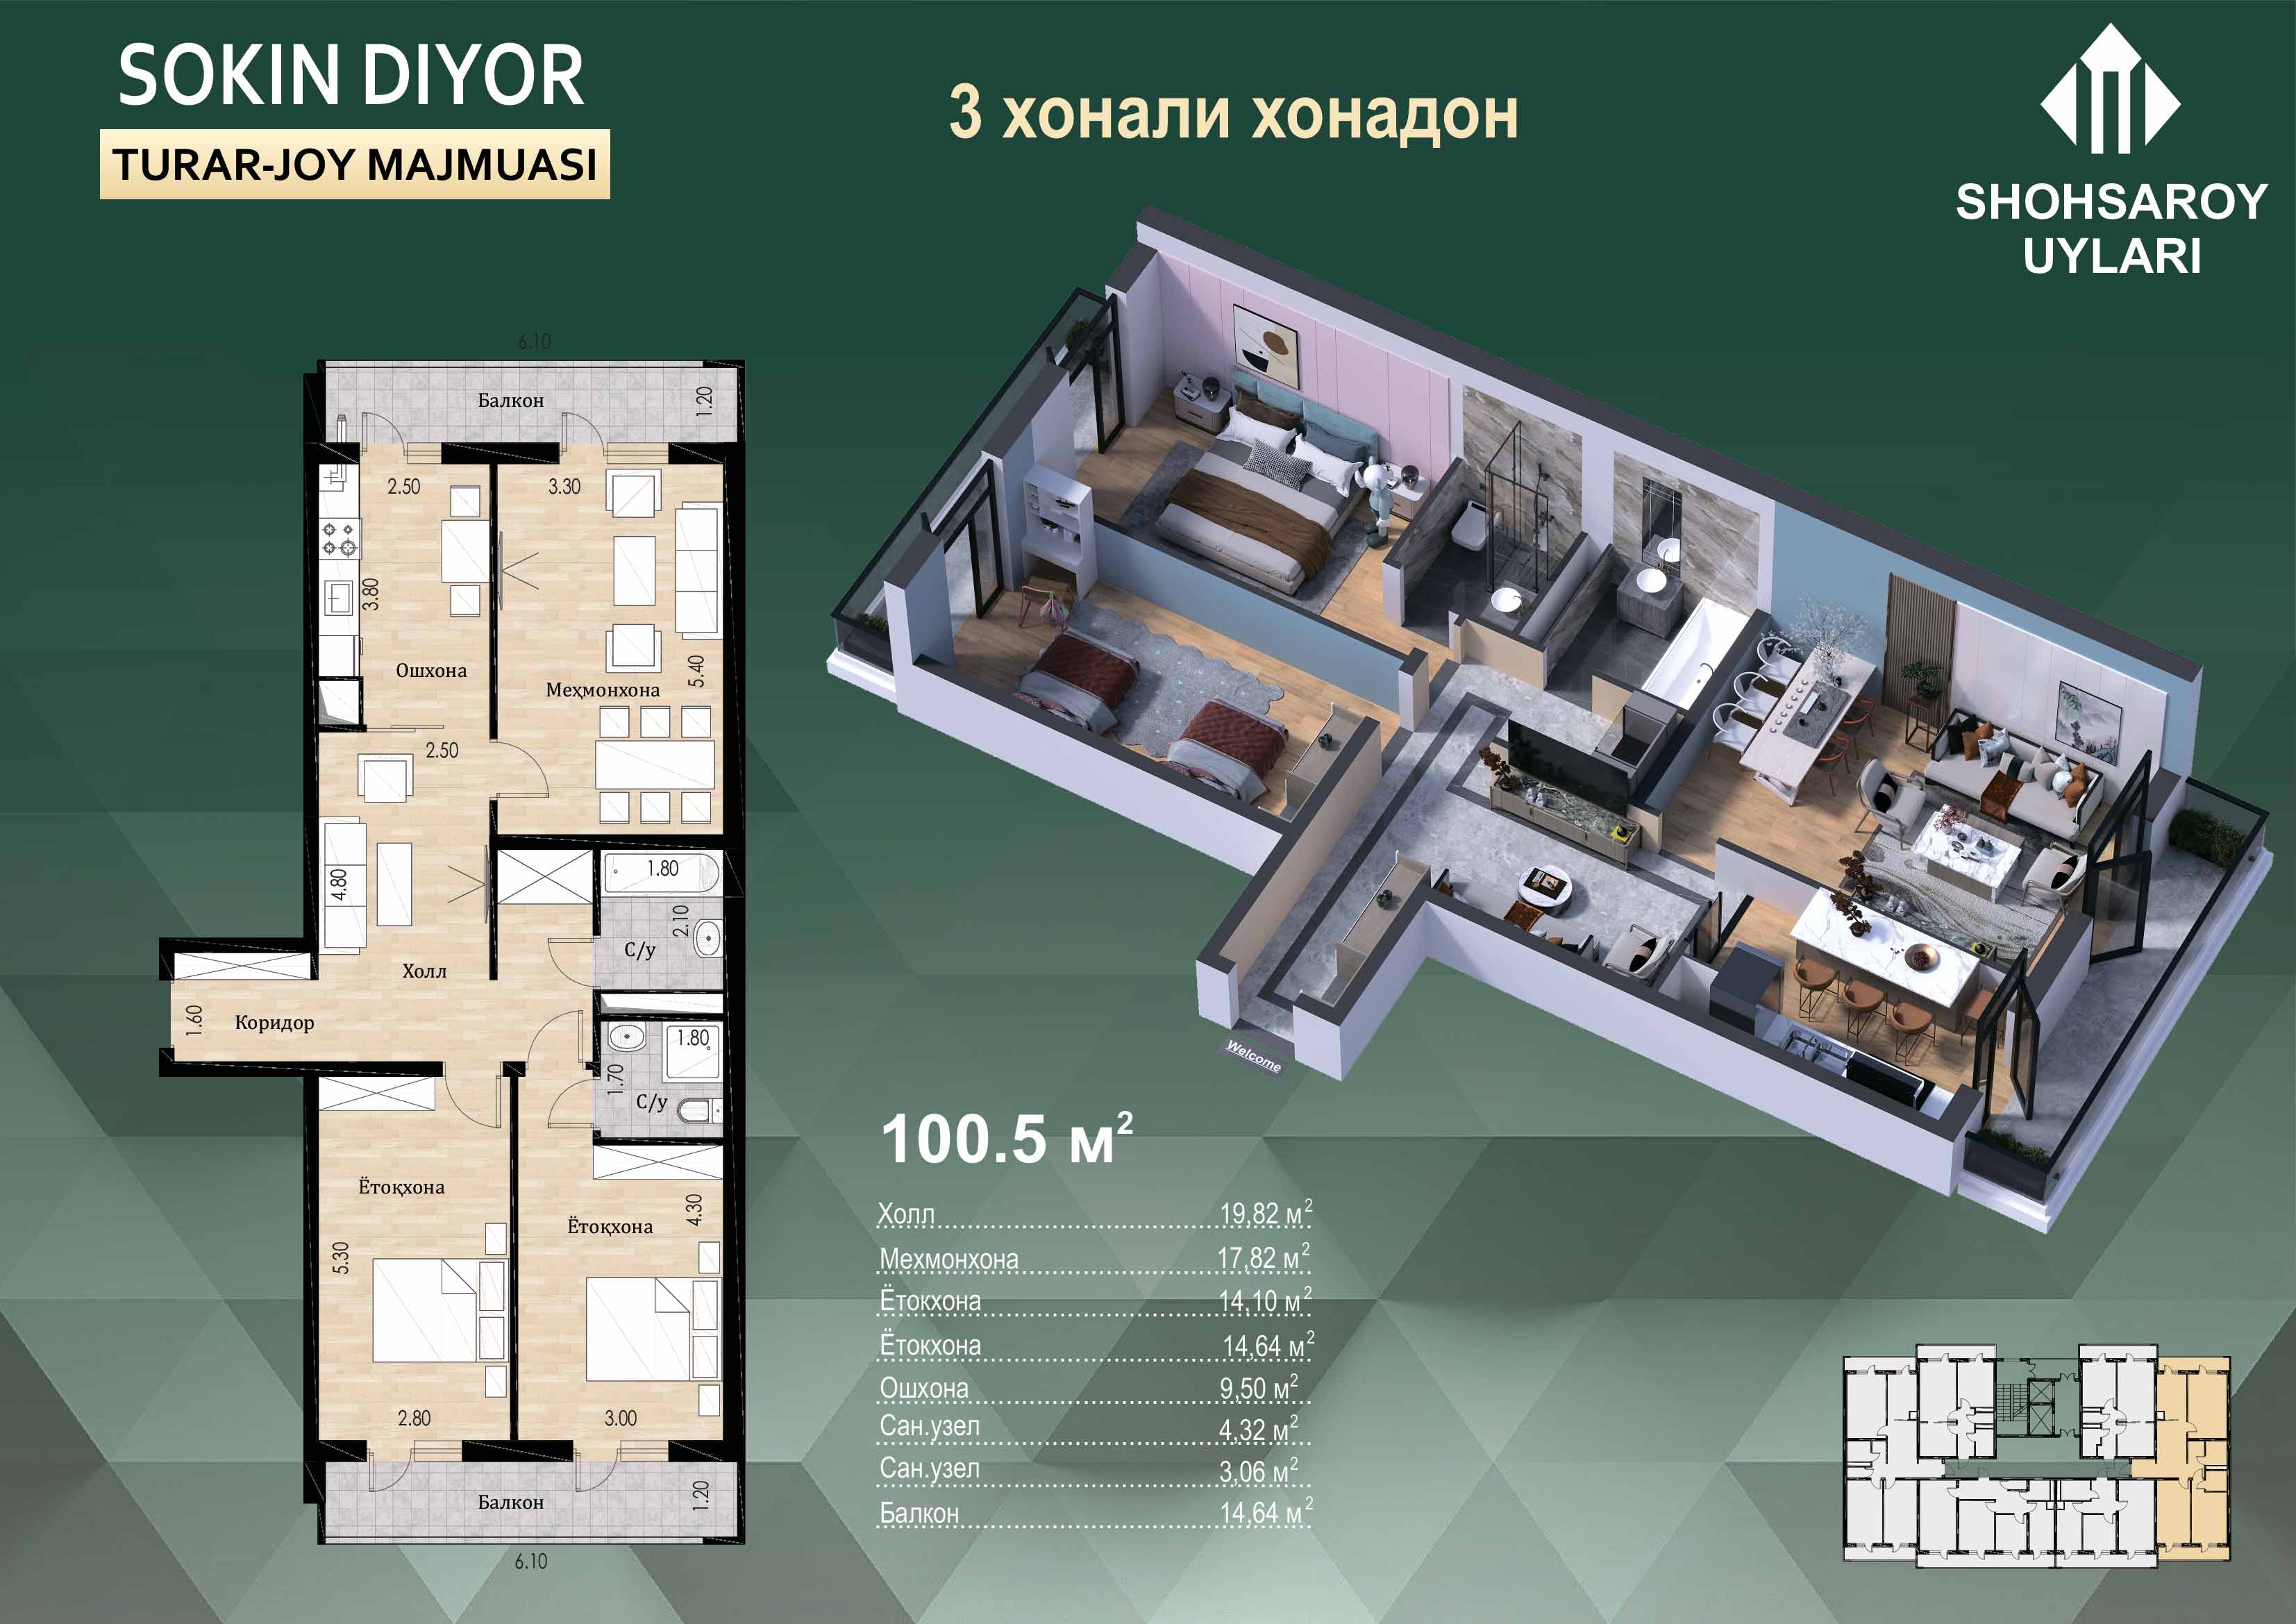 SOKIN DIYOR
TURAR-JOY MAJMUASI
3 хонали хонадон
SHOHSAROY
UYLARI
6.10
Балкон
1.20
2.50
3.30
3.80
Ошхона
Меҳмонхона
5.40
2.50
4.80
1.80
2.10
С/у
Холл
1.60
Коридор
1.80
1.70
С/у
Ётоқхона
4.30
Ётоқхона
5.30
2.80
3.00
Балкон
1.20
6.10
Welcome
100.5 м²
Холл 19,82 м²
Мехмонхона 17,82 м²
Ётокхона 14,10 м²
Ётокхона 14,64 м²
Ошхона 9,50 м²
Сан.узел 4,32 м²
Сан.узел 3,06 м²
Балкон 14,64 м²